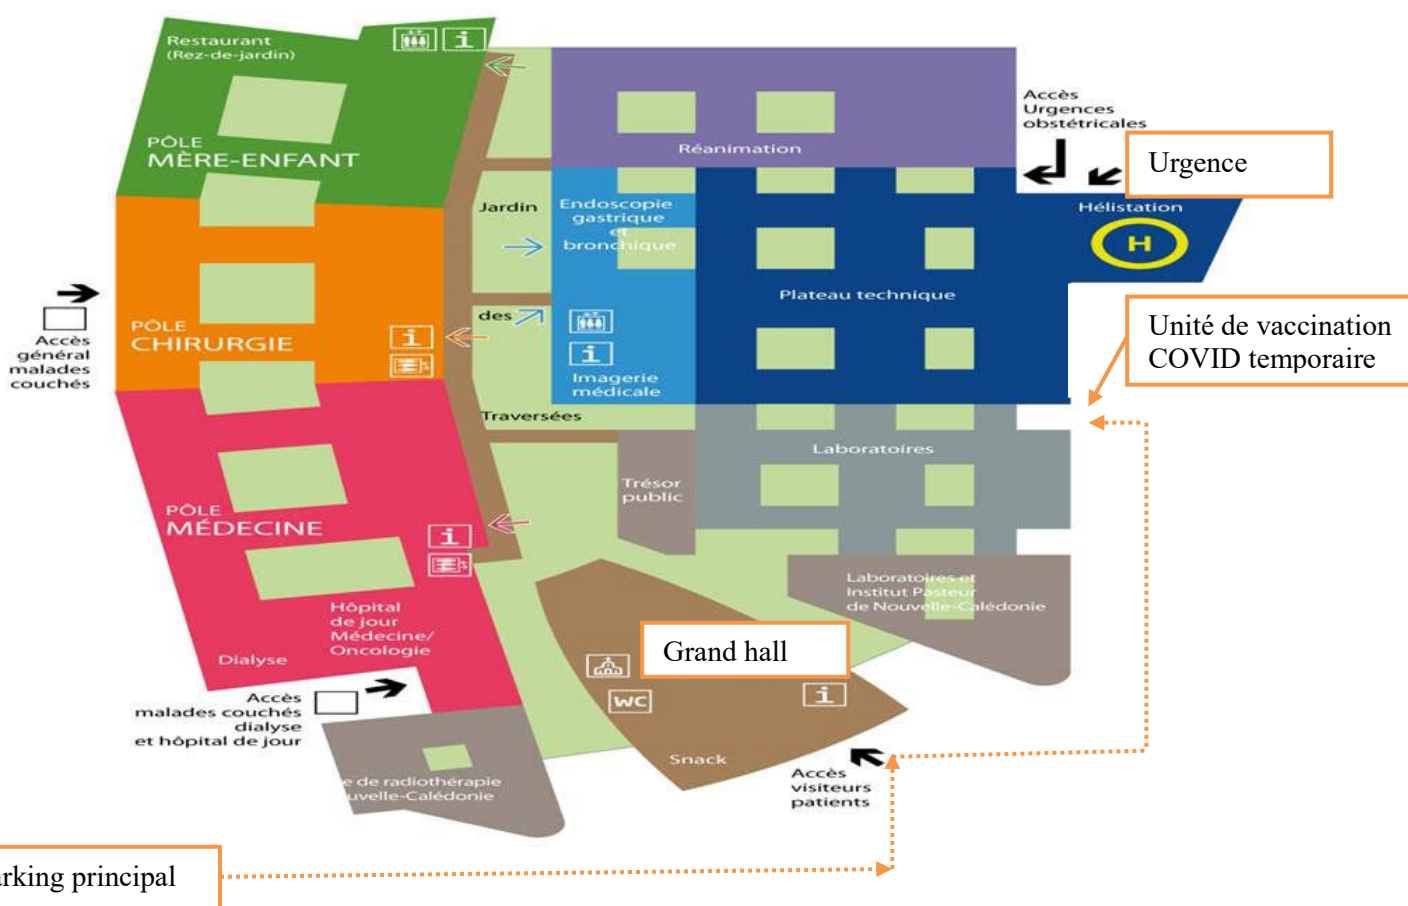 Restaurant
(Rez-de-jardin)
i
PÔLE
MÈRE-ENFANT
Réanimation
Accès
Urgences
obstétricales
Urgence
Hélistation
H
Jardin
Endoscopie
gastrique
et
bronchique
Plateau technique
des
i
Imagerie
médicale
Traversées
Accès
général
malades
couchés
PÔLE
CHIRURGIE
i
Unité de vaccination
COVID temporaire
Laboratoires
Trésor
public
PÔLE
MÉDECINE
i
Hôpital
de jour
Médecine/
Oncologie
Dialyse
Laboratoires et
Institut Pasteur
de Nouvelle-Calédonie
Grand hall
WC
i
Snack
Accès
malades couchés
dialyse
et hôpital de jour
de radiothérapie
Accès
visiteurs
patients
principal